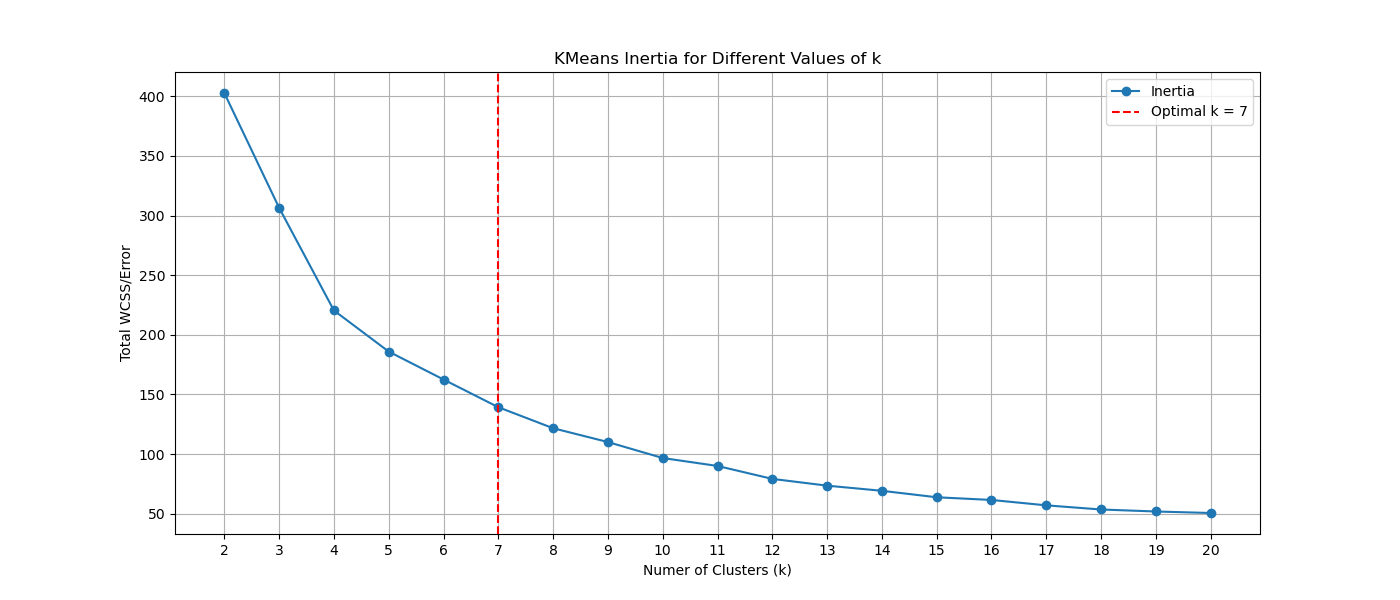 KMeans Inertia for Different Values of k
Inertia
Optimal k = 7
Total WCSS/Error
400
350
300
250
200
150
100
50
2 3 4 5 6 7 8 9 10 11 12 13 14 15 16 17 18 19 20
Numer of Clusters (k)